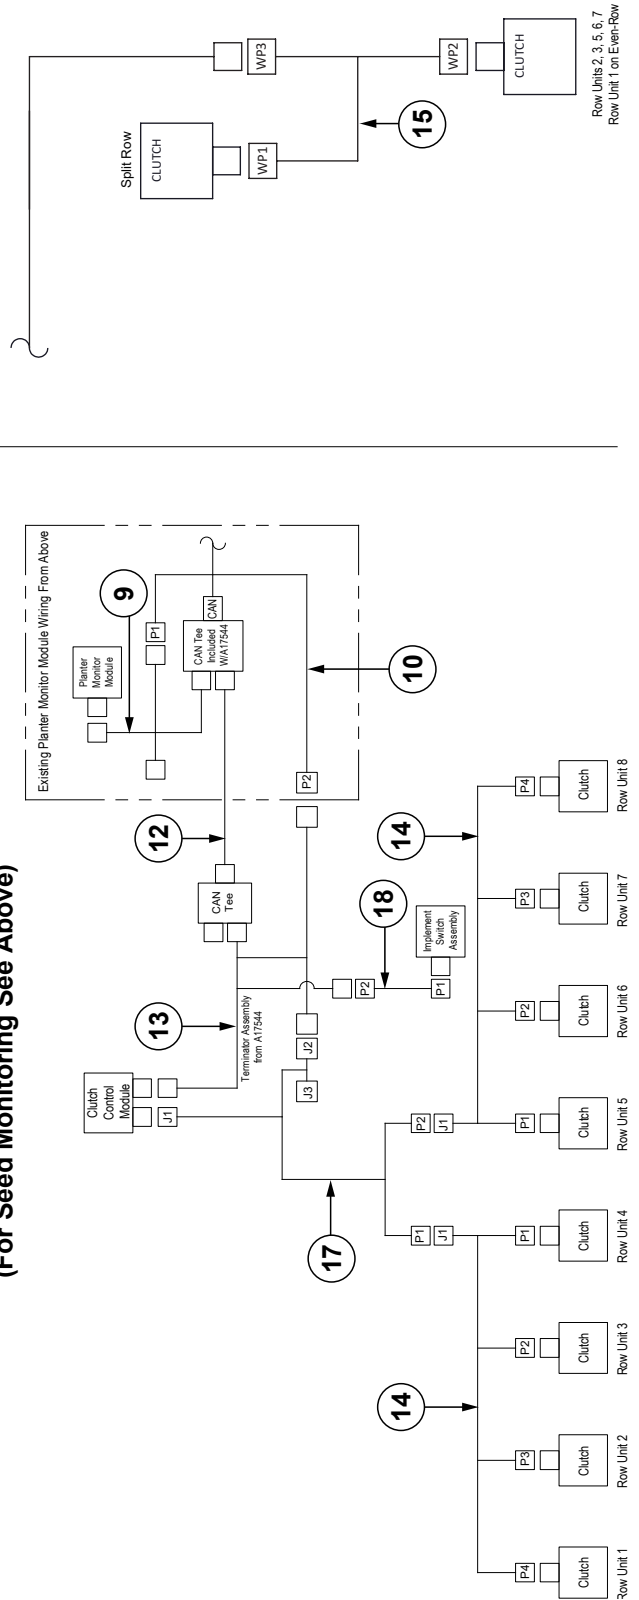 (For Seed Monitoring See Above)
Existing Planter Monitor Module Wiring From Above
Planter
Monitor
Module
9
P1
CAN Tee
Included
W/A17544
CAN
10
P2
12
CAN
Tee
13
Terminator Assembly
from A17544
Clutch
Control
Module
J1
J2
J3
18
P2
P1
Implement
Switch
Assembly
17
P1
J1
P2
J1
14
14
P4
P3
P2
P1
P1
P2
P3
P4
Clutch
Clutch
Clutch
Clutch
Clutch
Clutch
Clutch
Clutch
Row Unit 1
Row Unit 2
Row Unit 3
Row Unit 4
Row Unit 5
Row Unit 6
Row Unit 7
Row Unit 8
Split Row
CLUTCH
WP1
WP3
WP2
15
CLUTCH
Row Units 2, 3, 5, 6, 7
Row Unit 1 on Even-Row